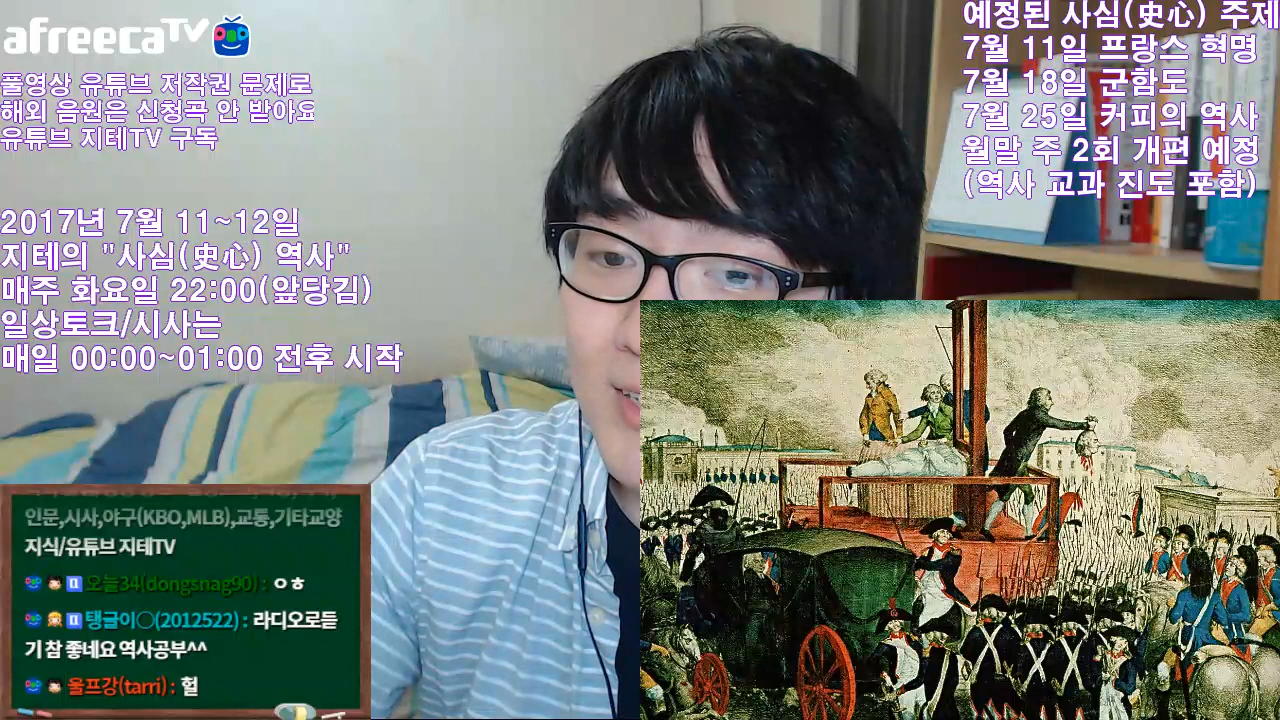 afreecaTV
풀영상 유튜브 저작권 문제로
해외 음원은 신청곡 안 받아요
유튜브 지테TV 구독
2017년 7월 11~12일
지테의 "사심(史心) 역사"
매주 화요일 22:00(앞당김)
일상토크/시사는
매일 00:00~01:00 전후 시작
예정된 사심(史心) 주제
7월 11일 프랑스 혁명
7월 18일 군함도
7월 25일 커피의 역사
월말 주 2회 개편 예정
(역사 교과 진도 포함)
인문,시사,야구(KBO,MLB),교통,기타교양
지식/유튜브 지테TV
오늘34(dongsnag90) : ㅇㅎ
탱글이○(2012522) : 라디오로듣
기 참 좋네요 역사공부^^
울프강(tarri) : 헐